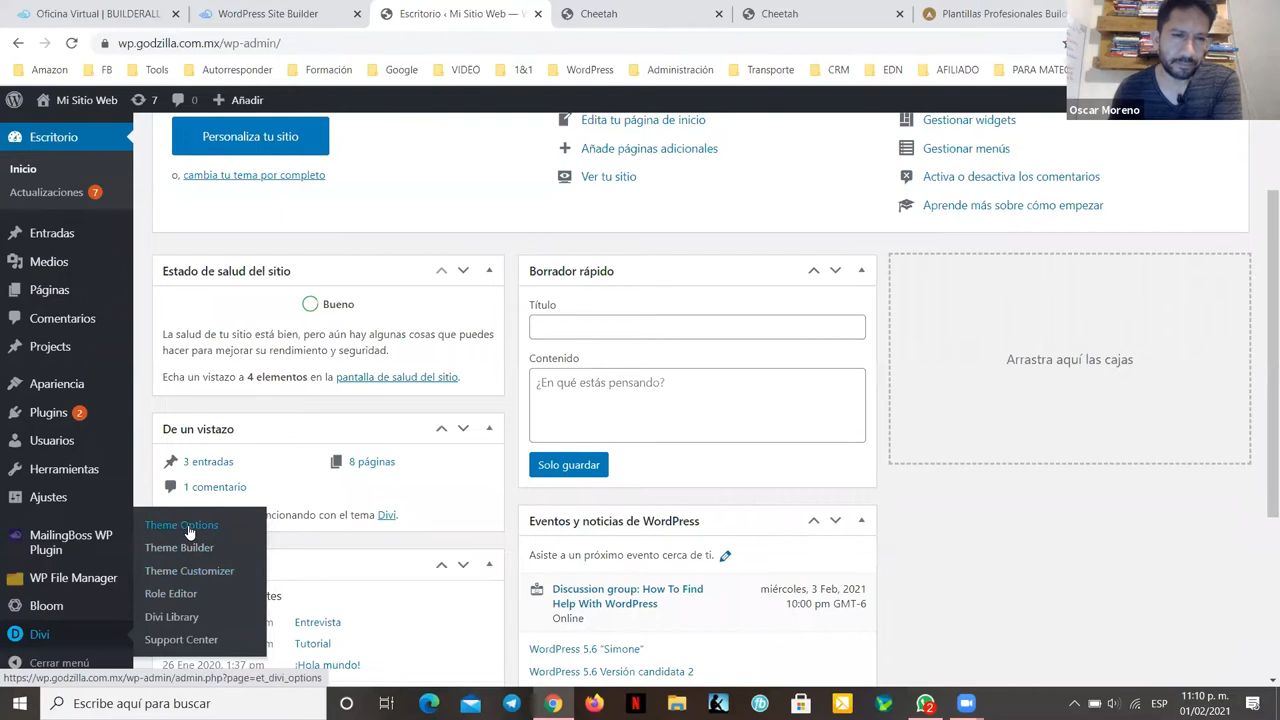 (7) Iniciar en BUILDERALL
WordPress Site Builder
Escritorio ‹ Mi Sitio Web — Wo
Cheetah
Cheetah
Plantillas Profesionales Buil
wp.godzilla.com.mx/wp-admin/
Amazon
FB
Tools
Autorresponder
Formación
Google
VIDEO
1&1
WordPress
Administración
Transporte
CRM
EDN
AFILIADO
PARA MATEO
Oscar Moreno
Mi Sitio Web
7
0
Añadir
Escritorio
Inicio
Actualizaciones 7
Entradas
Medios
Páginas
Comentarios
Projects
Apariencia
Plugins 2
Usuarios
Herramientas
Ajustes
MailingBoss WP
Plugin
WP File Manager
Bloom
Divi
Cerrar menú
Theme Options
Theme Builder
Theme Customizer
Role Editor
Divi Library
Support Center
Personaliza tu sitio
o, cambia tu tema por completo
Edita tu página de inicio
Añade páginas adicionales
Ver tu sitio
Gestionar widgets
Gestionar menús
Activa o desactiva los comentarios
Aprende más sobre cómo empezar
Estado de salud del sitio
Bueno
La salud de tu sitio está bien, pero aún hay algunas cosas que puedes
hacer para mejorar su rendimiento y seguridad.
Echa un vistazo a 4 elementos en la pantalla de salud del sitio.
De un vistazo
3 entradas
8 páginas
1 comentario
ncionando con el tema Divi.
tes
Entrevista
Tutorial
26 Ene 2020, 1:37 pm
¡Hola mundo!
Borrador rápido
Título
Contenido
¿En qué estás pensando?
Solo guardar
Eventos y noticias de WordPress
Asiste a un próximo evento cerca de ti.
Discussion group: How To Find
Help With WordPress
Online
miércoles, 3 Feb, 2021
10:00 pm GMT-6
WordPress 5.6 "Simone"
WordPress 5.6 Versión candidata 2
Arrastra aquí las cajas
https://wp.godzilla.com.mx/wp-admin/admin.php?page=et_divi_options
Escribe aquí para buscar
2
ESP
11:10 p. m.
01/02/2021